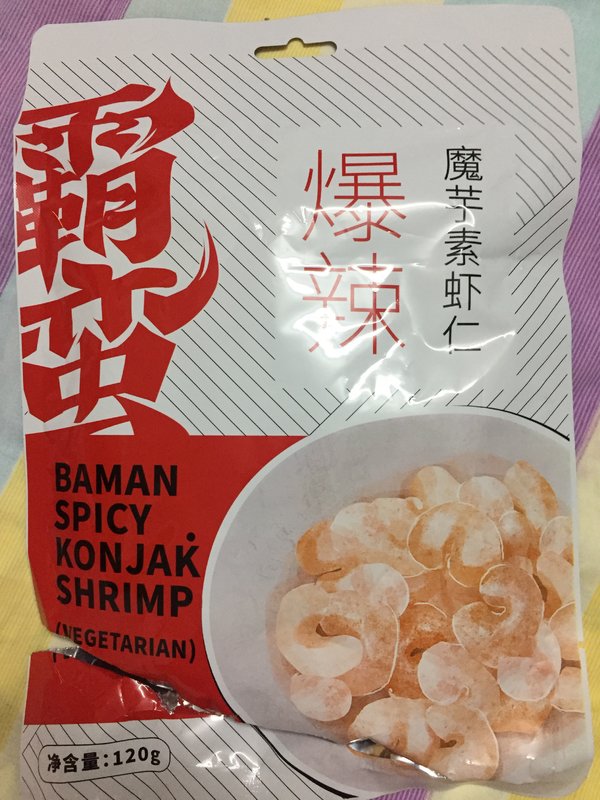 霸蛮
爆辣
魔芋素虾仁
BAMAN
SPICY
KONJAK
SHRIMP
(VEGETARIAN)
净含量:120g